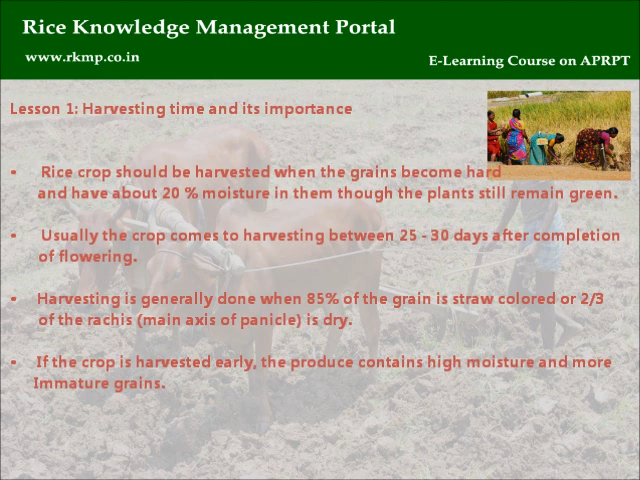 Rice Knowledge Management Portal
www.rkmp.co.in
E-Learning Course on APRPT
Lesson 1: Harvesting time and its importance
• Rice crop should be harvested when the grains become hard
and have about 20 % moisture in them though the plants still remain green.
• Usually the crop comes to harvesting between 25 - 30 days after completion
of flowering.
• Harvesting is generally done when 85% of the grain is straw colored or 2/3
of the rachis (main axis of panicle) is dry.
• If the crop is harvested early, the produce contains high moisture and more
Immature grains.